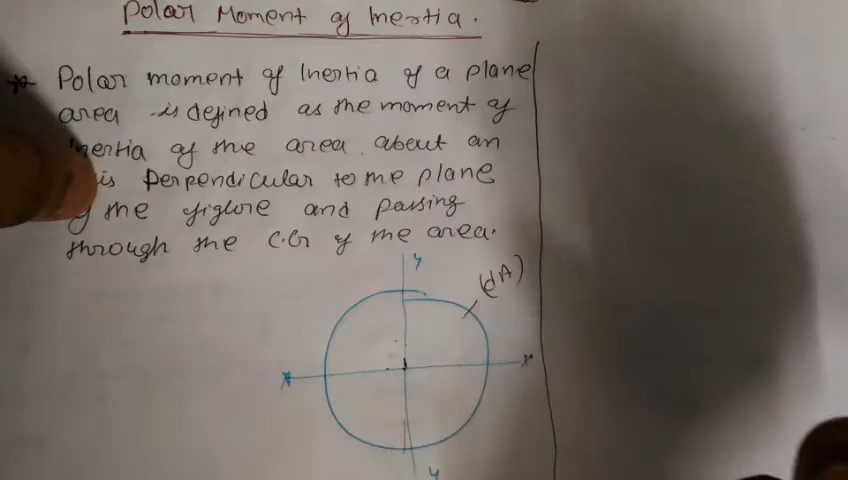 Polar Moment of Inertia.
* Polar moment of Inertia of a plane
area is defined as the moment of
Inertia of the area about an
is Perpendicular to the plane
of the figure and passing
through the C.G of the area.
y
(dA)
x x
y